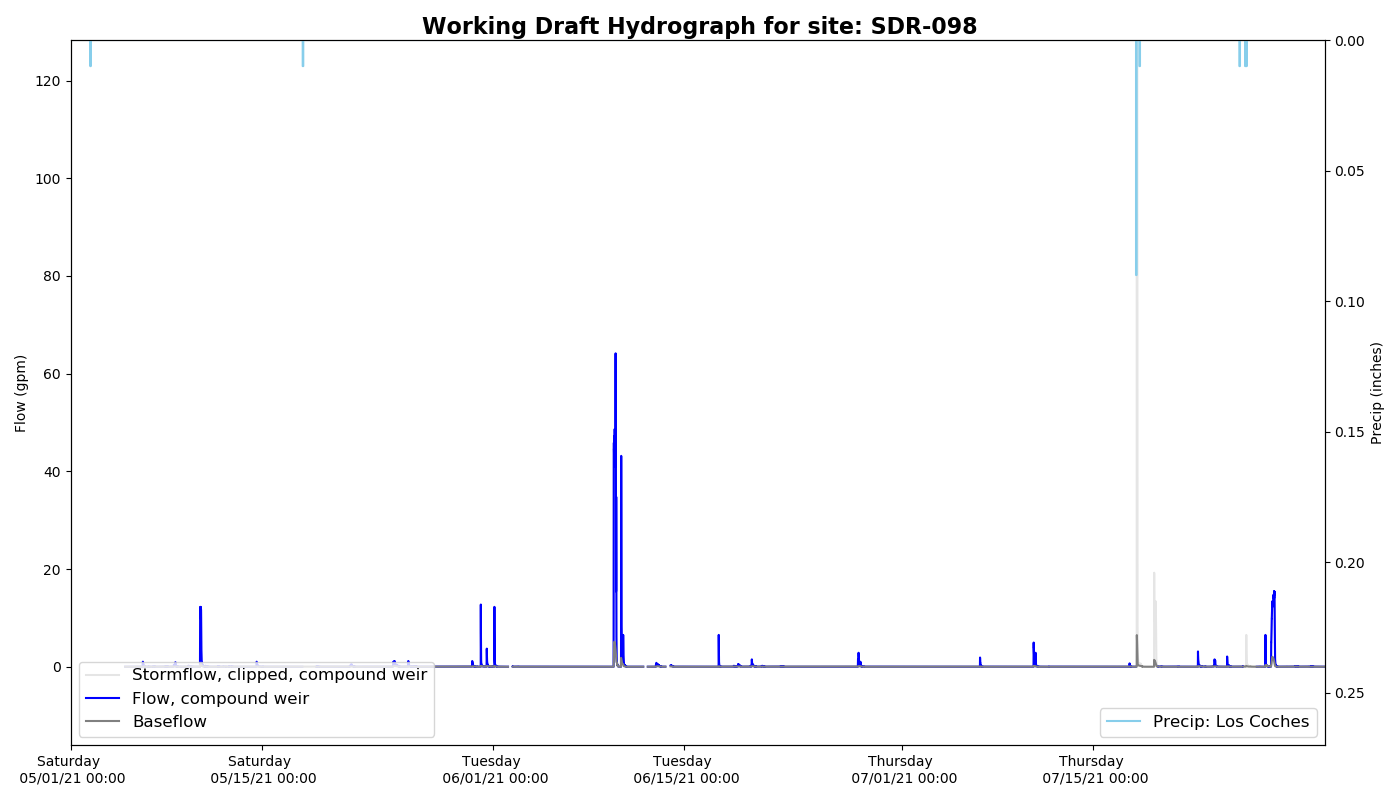 Working Draft Hydrograph for site: SDR-098
120
100
80
60
40
20
0
Flow (gpm)
0.00
0.05
0.10
0.15
0.20
0.25
Precip (inches)
Stormflow, clipped, compound weir
Flow, compound weir
Baseflow
Precip: Los Coches
Saturday
05/01/21 00:00
Saturday
05/15/21 00:00
Tuesday
06/01/21 00:00
Tuesday
06/15/21 00:00
Thursday
07/01/21 00:00
Thursday
07/15/21 00:00